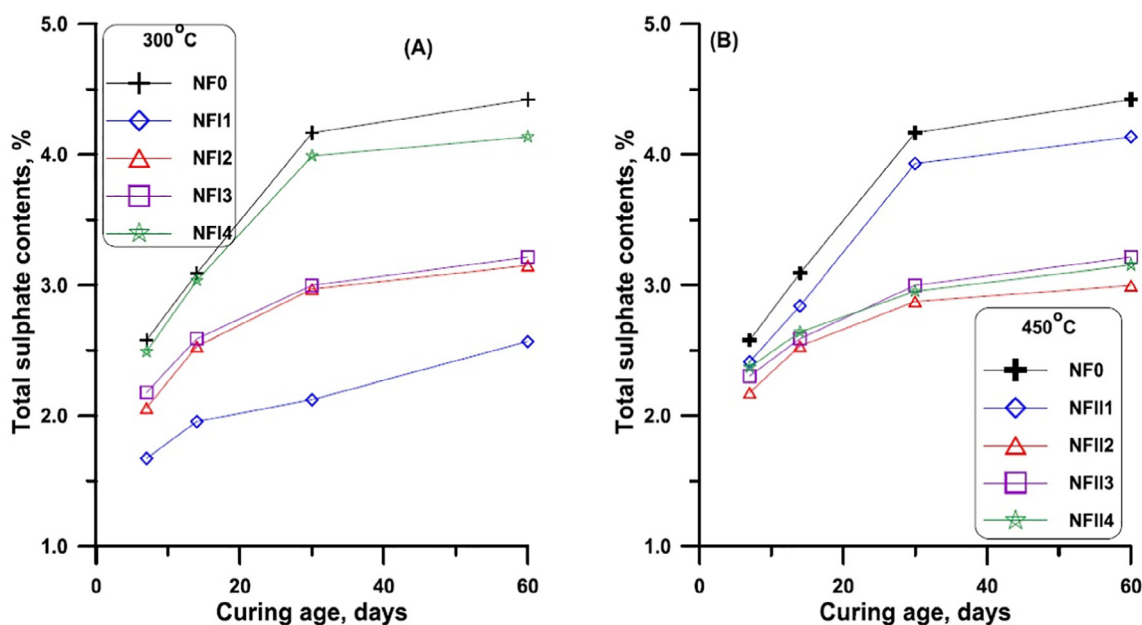 5.0
4.0
3.0
2.0
1.0
Total sulphate contents, %
300°C
NF0
NFI1
NFI2
NFI3
NFI4
(A)
0
20
40
60
Curing age, days
5.0
4.0
3.0
2.0
1.0
Total sulphate contents, %
(B)
450°C
NF0
NFII1
NFII2
NFII3
NFII4
0
20
40
60
Curing age, days